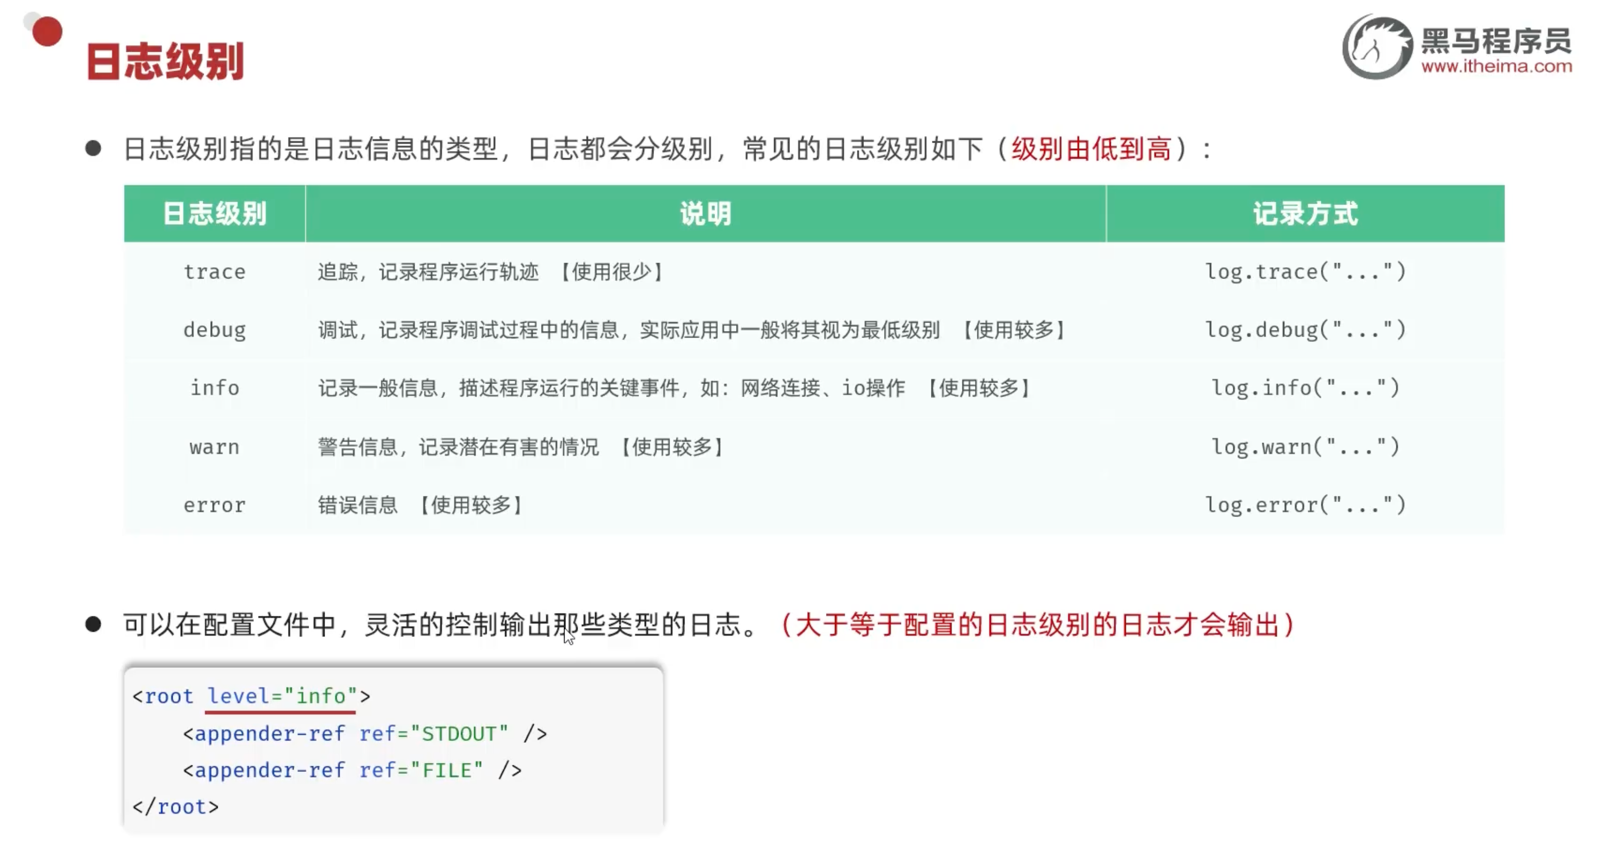 日志级别
黑马程序员
www.itheima.com
日志级别指的是日志信息的类型，日志都会分级别，常见的日志级别如下（级别由低到高）：
日志级别 说明 记录方式
trace 追踪，记录程序运行轨迹 【使用很少】 log.trace("...")
debug 调试，记录程序调试过程中的信息，实际应用中一般将其视为最低级别 【使用较多】 log.debug("...")
info 记录一般信息，描述程序运行的关键事件，如：网络连接、io操作 【使用较多】 log.info("...")
warn 警告信息，记录潜在有害的情况 【使用较多】 log.warn("...")
error 错误信息 【使用较多】 log.error("...")
可以在配置文件中，灵活的控制输出那些类型的日志。（大于等于配置的日志级别的日志才会输出）
<root level="info">
    <appender-ref ref="STDOUT" />
    <appender-ref ref="FILE" />
</root>